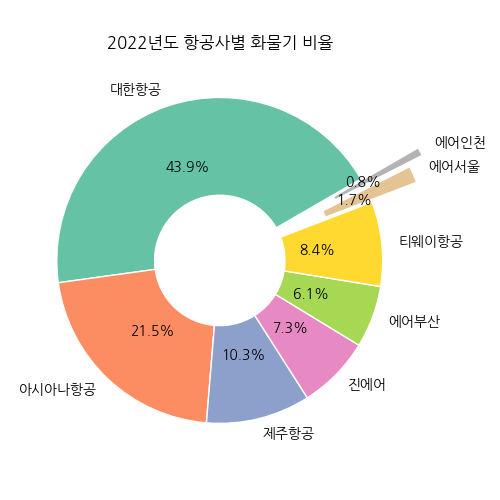 2022년도 항공사별 화물기 비율
대한항공
43.9%
아시아나항공
21.5%
제주항공
10.3%
진에어
7.3%
에어부산
6.1%
티웨이항공
8.4%
에어서울
1.7%
에어인천
0.8%